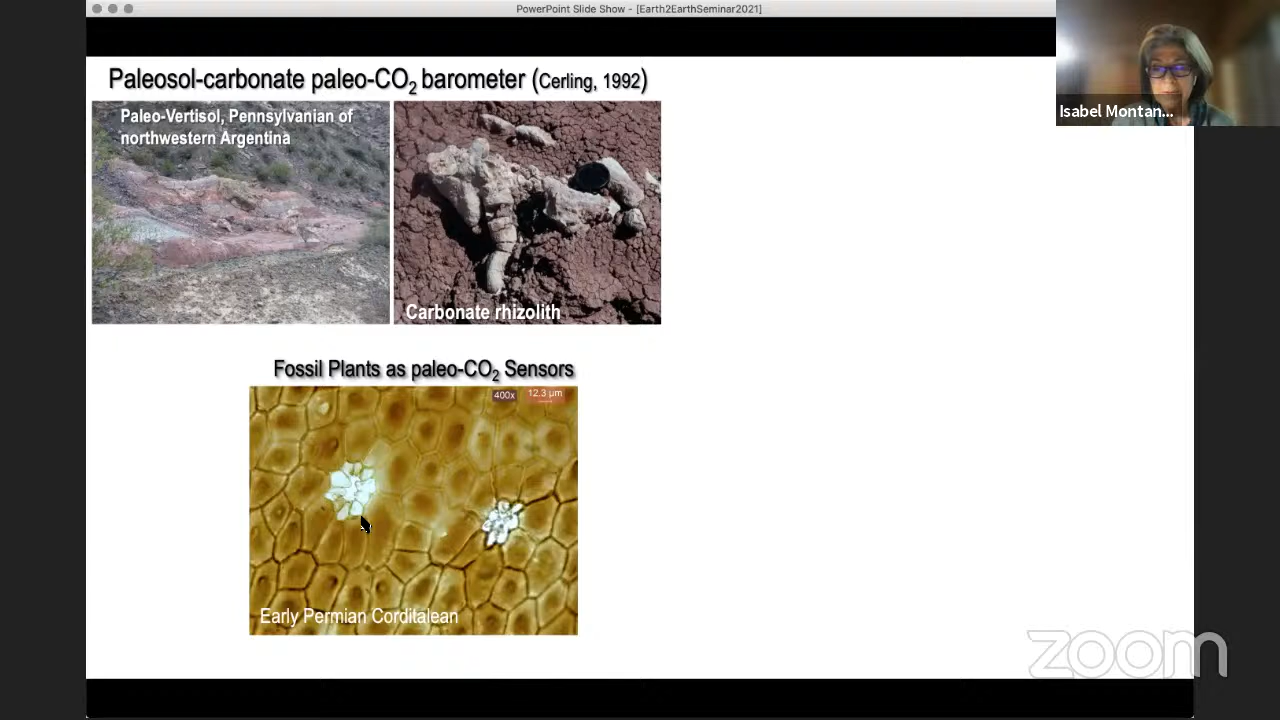 PowerPoint Slide Show - [Earth2EarthSeminar2021]
Paleosol-carbonate paleo-CO₂ barometer (Cerling, 1992)
Paleo-Vertisol, Pennsylvanian of
northwestern Argentina
Carbonate rhizolith
Isabel Montan...
Fossil Plants as paleo-CO₂ Sensors
400x
12.3 µm
Early Permian Corditalean
zoom